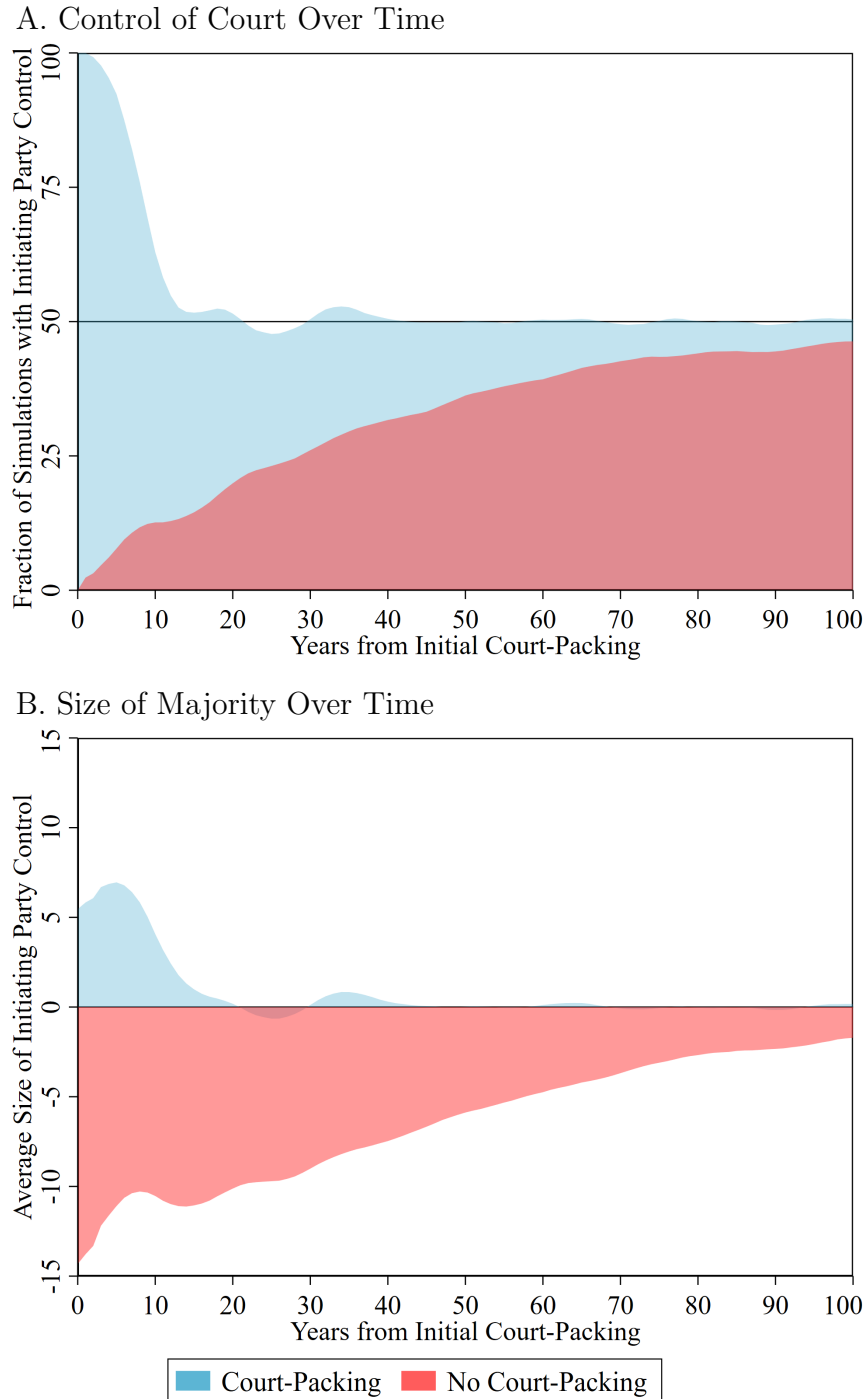 A. Control of Court Over Time
Fraction of Simulations with Initiating Party Control
100
75
50
25
0
0 10 20 30 40 50 60 70 80 90 100
Years from Initial Court-Packing
B. Size of Majority Over Time
Average Size of Initiating Party Control
15
10
5
0
-5
-10
-15
0 10 20 30 40 50 60 70 80 90 100
Years from Initial Court-Packing
Court-Packing No Court-Packing